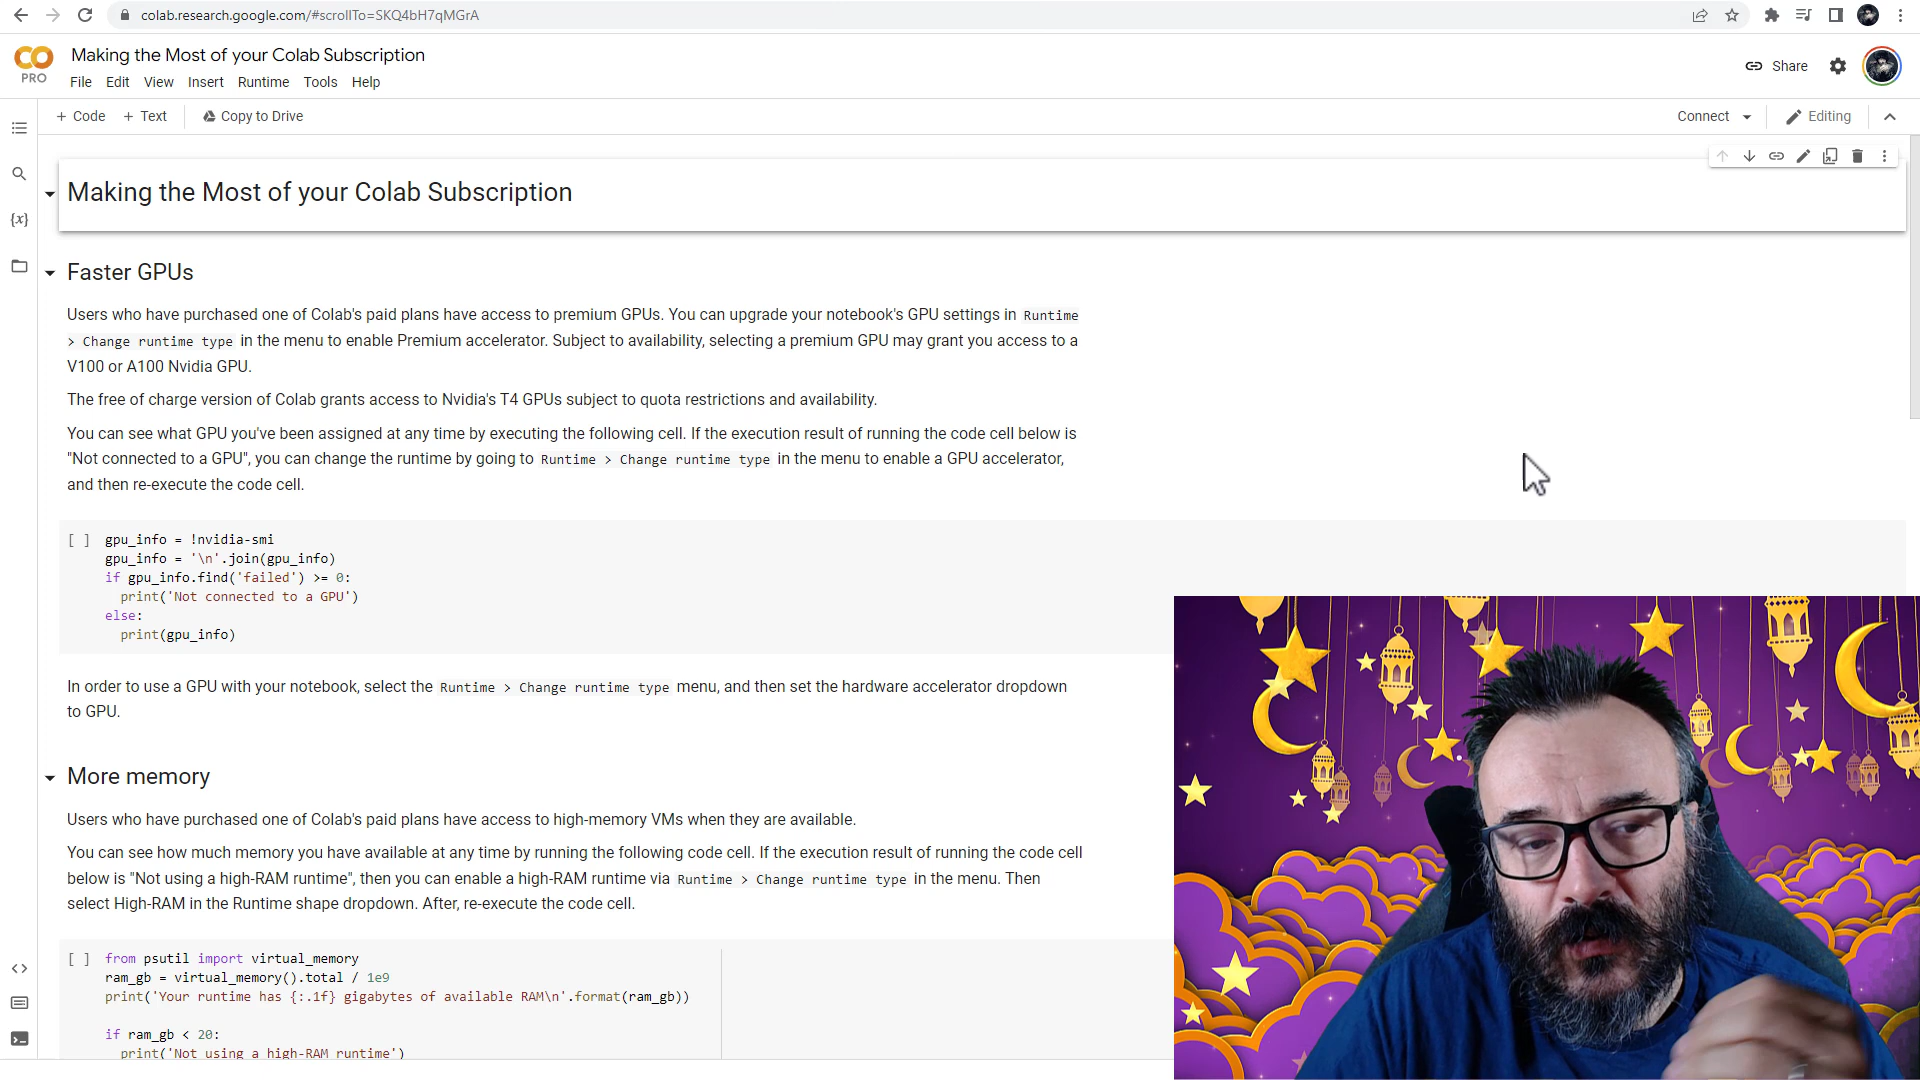 colab.research.google.com/#scrollTo=SKQ4bH7qMGrA
CO
PRO
Making the Most of your Colab Subscription
File Edit View Insert Runtime Tools Help
Share
+ Code + Text Copy to Drive
Connect
Editing
{x}
Making the Most of your Colab Subscription
Faster GPUs
Users who have purchased one of Colab's paid plans have access to premium GPUs. You can upgrade your notebook's GPU settings in Runtime
> Change runtime type in the menu to enable Premium accelerator. Subject to availability, selecting a premium GPU may grant you access to a
V100 or A100 Nvidia GPU.
The free of charge version of Colab grants access to Nvidia's T4 GPUs subject to quota restrictions and availability.
You can see what GPU you've been assigned at any time by executing the following cell. If the execution result of running the code cell below is
"Not connected to a GPU", you can change the runtime by going to Runtime > Change runtime type in the menu to enable a GPU accelerator,
and then re-execute the code cell.
[ ] gpu_info = !nvidia-smi
gpu_info = '\n'.join(gpu_info)
if gpu_info.find('failed') >= 0:
print('Not connected to a GPU')
else:
print(gpu_info)
In order to use a GPU with your notebook, select the Runtime > Change runtime type menu, and then set the hardware accelerator dropdown
to GPU.
More memory
Users who have purchased one of Colab's paid plans have access to high-memory VMs when they are available.
You can see how much memory you have available at any time by running the following code cell. If the execution result of running the code cell
below is "Not using a high-RAM runtime", then you can enable a high-RAM runtime via Runtime > Change runtime type in the menu. Then
select High-RAM in the Runtime shape dropdown. After, re-execute the code cell.
[ ] from psutil import virtual_memory
ram_gb = virtual_memory().total / 1e9
print('Your runtime has {:.1f} gigabytes of available RAM\n'.format(ram_gb))
if ram_gb < 20:
print('Not using a high-RAM runtime')